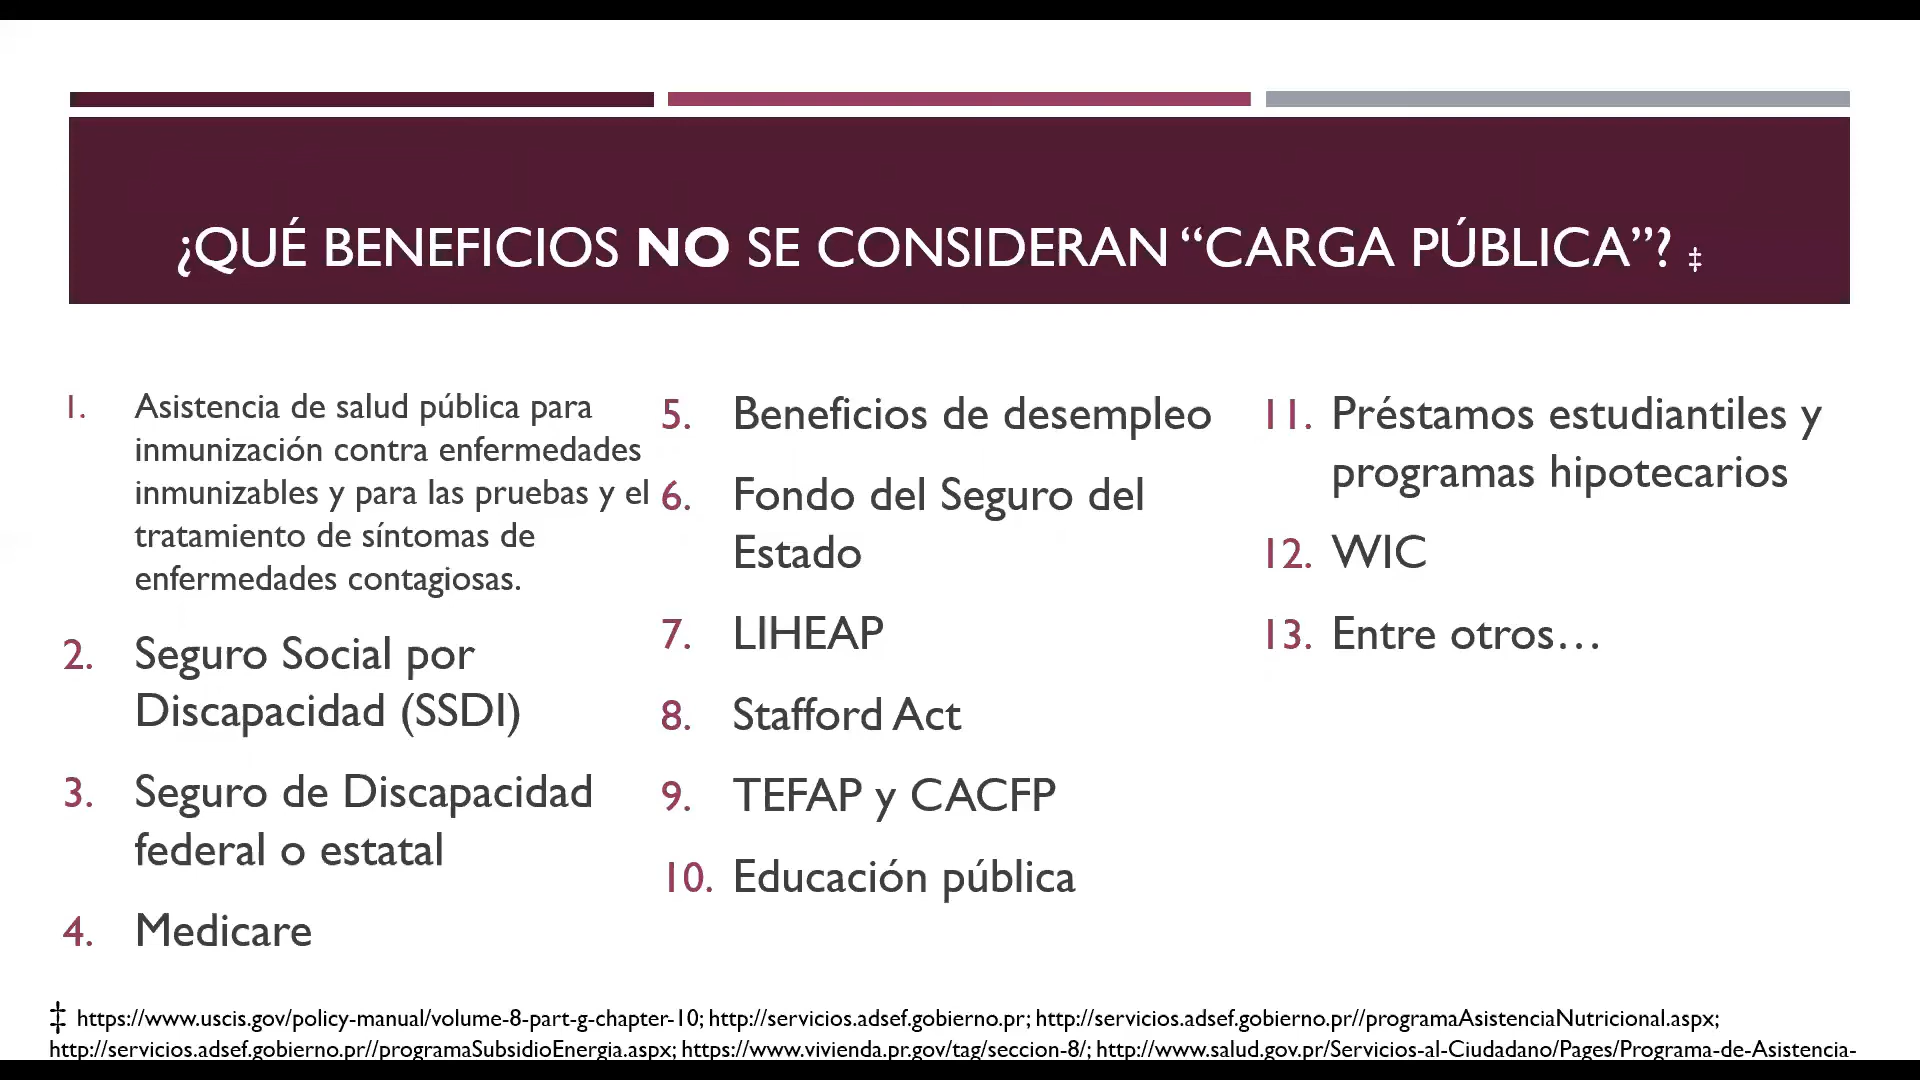 ¿QUÉ BENEFICIOS NO SE CONSIDERAN “CARGA PÚBLICA”? ‡
1. Asistencia de salud pública para
inmunización contra enfermedades
inmunizables y para las pruebas y el
tratamiento de síntomas de
enfermedades contagiosas.
2. Seguro Social por
Discapacidad (SSDI)
3. Seguro de Discapacidad
federal o estatal
4. Medicare
5. Beneficios de desempleo
6. Fondo del Seguro del
Estado
7. LIHEAP
8. Stafford Act
9. TEFAP y CACFP
10. Educación pública
11. Préstamos estudiantiles y
programas hipotecarios
12. WIC
13. Entre otros…
‡ https://www.uscis.gov/policy-manual/volume-8-part-g-chapter-10; http://servicios.adsef.gobierno.pr; http://servicios.adsef.gobierno.pr//programaAsistenciaNutricional.aspx;
http://servicios.adsef.gobierno.pr//programaSubsidioEnergia.aspx; https://www.vivienda.pr.gov/tag/seccion-8/; http://www.salud.gov.pr/Servicios-al-Ciudadano/Pages/Programa-de-Asistencia-